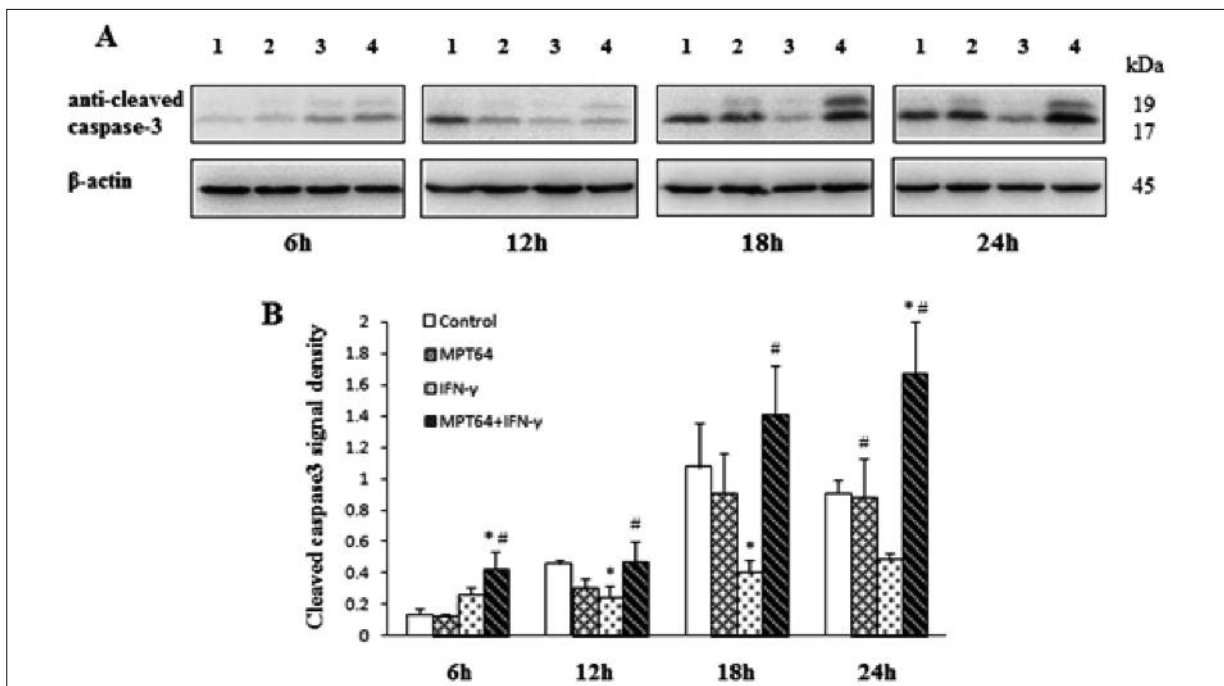 A
1 2 3 4 1 2 3 4 1 2 3 4 1 2 3 4
kDa
anti-cleaved
caspase-3
19
17
β-actin
45
6h 12h 18h 24h
B
Cleaved caspase3 signal density
2
1.8
1.6
1.4
1.2
1
0.8
0.6
0.4
0.2
0
Control
MPT64
IFN-γ
MPT64+IFN-γ
* #
*
#
*
#
#
* #
6h 12h 18h 24h